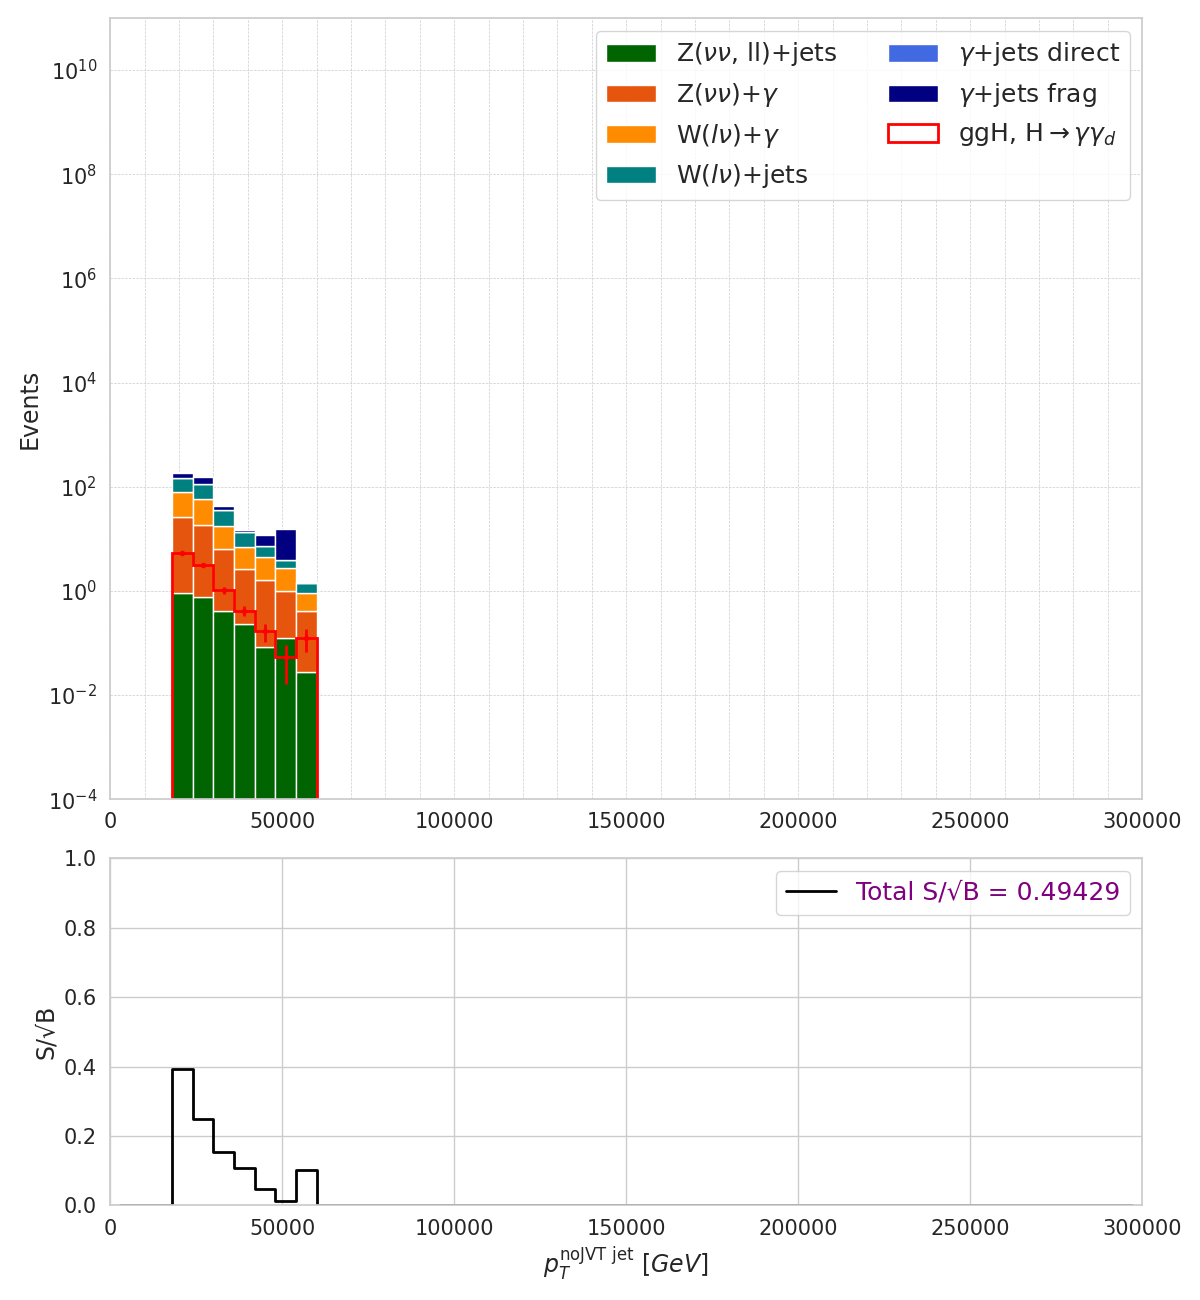 Z(νν, ll)+jets
Z(νν)+γ
W(lν)+γ
W(lν)+jets
γ+jets direct
γ+jets frag
ggH, H→γγ_d
Events
10^10
10^8
10^6
10^4
10^2
10^0
10^−2
10^−4
0 50000 100000 150000 200000 250000 300000
Total S/√B = 0.49429
S/√B
1.0
0.8
0.6
0.4
0.2
0.0
0 50000 100000 150000 200000 250000 300000
p_T^noJVT jet [GeV]